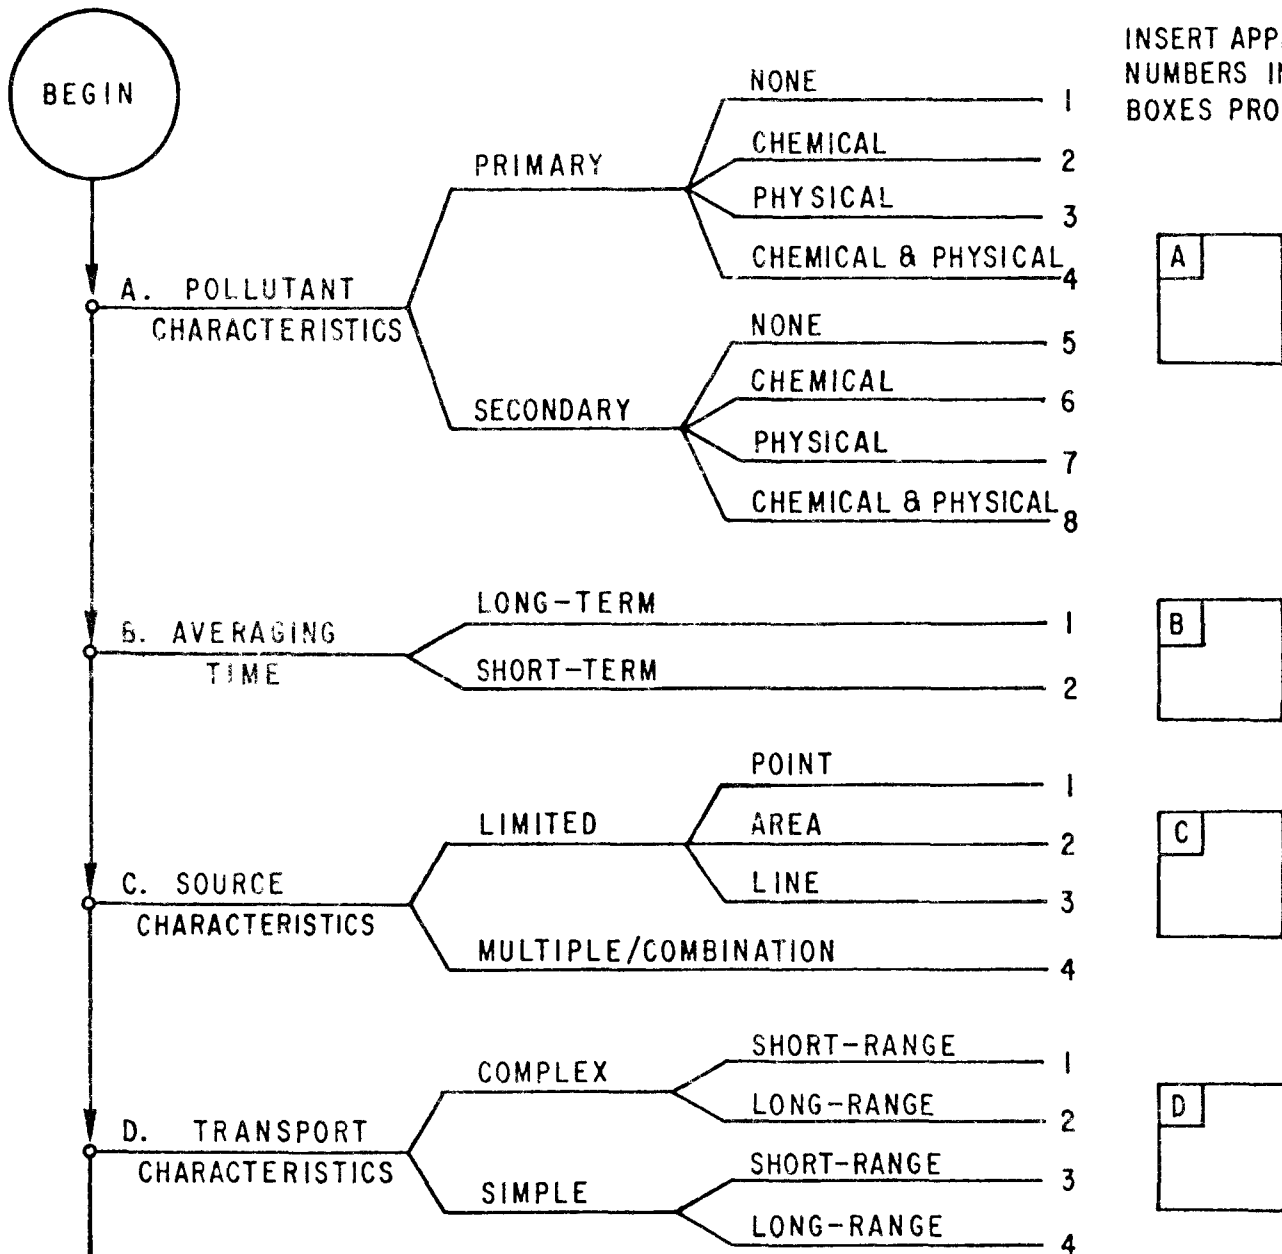 BEGIN
INSERT
NUMBERS
BOXES
PRIMARY
NONE 1
CHEMICAL 2
PHYSICAL 3
CHEMICAL & PHYSICAL 4
A. POLLUTANT
CHARACTERISTICS
A
SECONDARY
NONE 5
CHEMICAL 6
PHYSICAL 7
CHEMICAL & PHYSICAL 8
B. AVERAGING
TIME
LONG-TERM 1
SHORT-TERM 2
B
C. SOURCE
CHARACTERISTICS
LIMITED
POINT 1
AREA 2
LINE 3
MULTIPLE/COMBINATION 4
C
D. TRANSPORT
CHARACTERISTICS
COMPLEX
SHORT-RANGE 1
LONG-RANGE 2
SIMPLE
SHORT-RANGE 3
LONG-RANGE 4
D